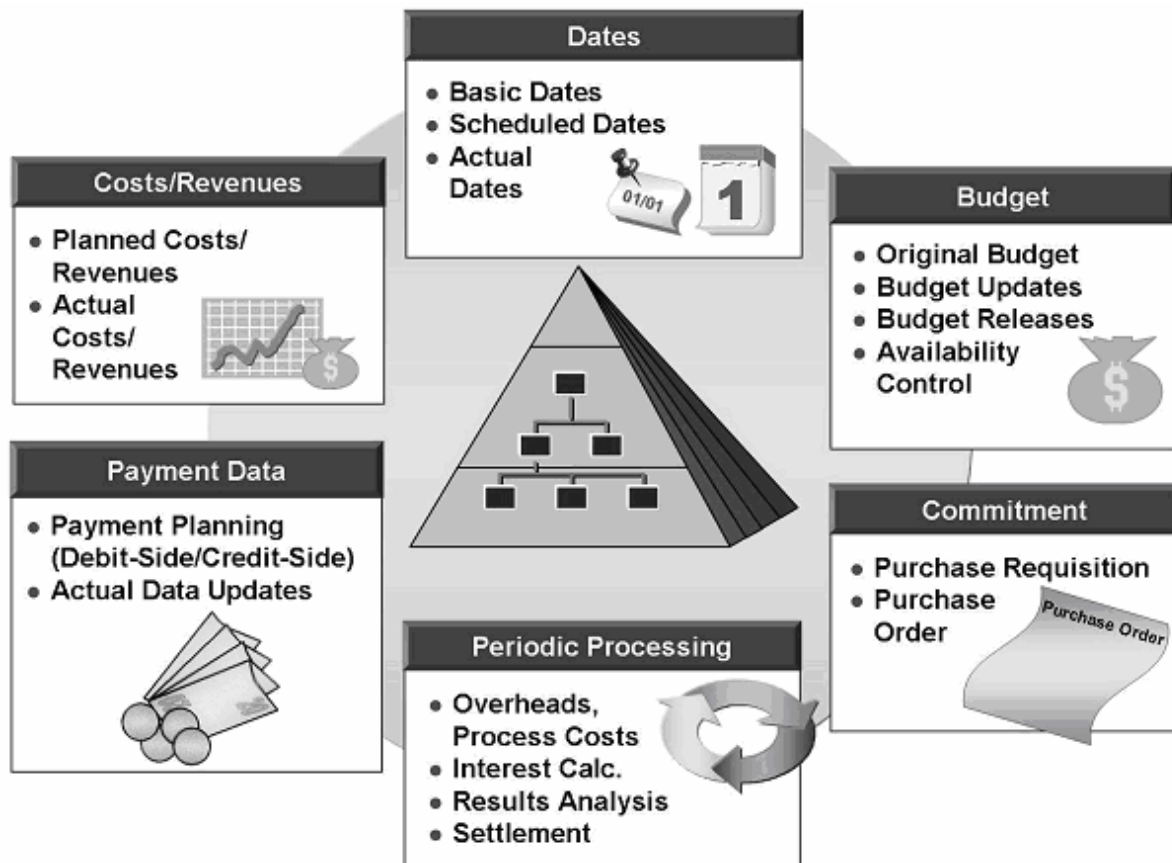 Dates
• Basic Dates
• Scheduled Dates
• Actual
Dates
01/01
1
Costs/Revenues
• Planned Costs/
Revenues
• Actual
Costs/
Revenues
$
Budget
• Original Budget
• Budget Updates
• Budget Releases
• Availability
Control
$
Payment Data
• Payment Planning
(Debit-Side/Credit-Side)
• Actual Data Updates
Commitment
• Purchase Requisition
• Purchase
Order
Purchase Order
Periodic Processing
• Overheads,
Process Costs
• Interest Calc.
• Results Analysis
• Settlement